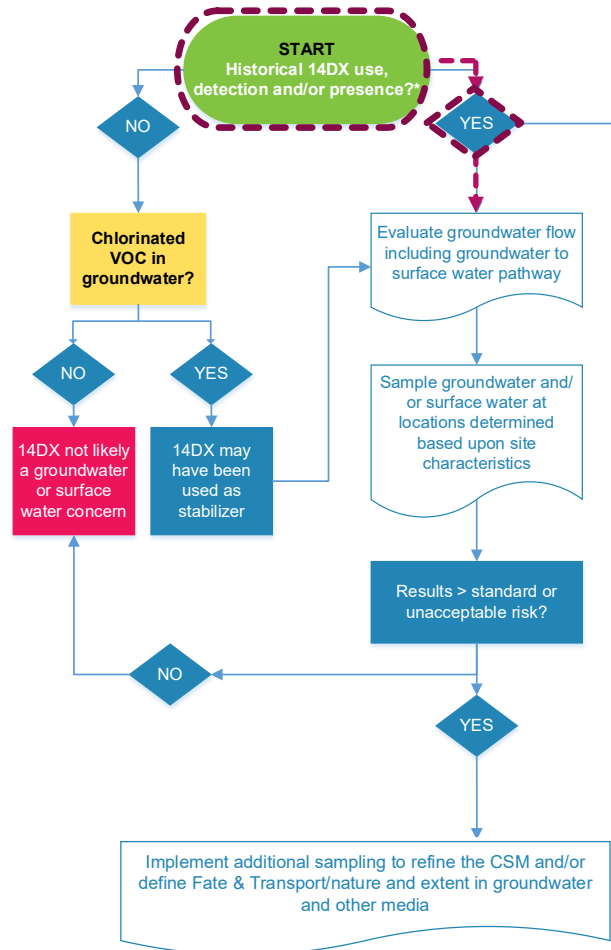 START
Historical 14DX use,
detection and/or presence?*
NO
YES
Chlorinated
VOC in
groundwater?
Evaluate groundwater flow
including groundwater to
surface water pathway
NO
YES
Sample groundwater and/
or surface water at
locations determined
based upon site
characteristics
14DX not likely
a groundwater
or surface
water concern
14DX may
have been
used as
stabilizer
Results > standard or
unacceptable risk?
NO
YES
Implement additional sampling to refine the CSM and/or
define Fate & Transport/nature and extent in groundwater
and other media